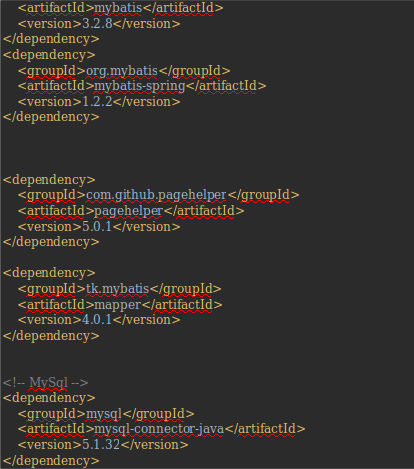 <artifactId>mybatis</artifactId>
<version>3.2.8</version>
</dependency>
<dependency>
<groupId>org.mybatis</groupId>
<artifactId>mybatis-spring</artifactId>
<version>1.2.2</version>
</dependency>
<dependency>
<groupId>com.github.pagehelper</groupId>
<artifactId>pagehelper</artifactId>
<version>5.0.1</version>
</dependency>
<dependency>
<groupId>tk.mybatis</groupId>
<artifactId>mapper</artifactId>
<version>4.0.1</version>
</dependency>
<!-- MySql -->
<dependency>
<groupId>mysql</groupId>
<artifactId>mysql-connector-java</artifactId>
<version>5.1.32</version>
</dependency>